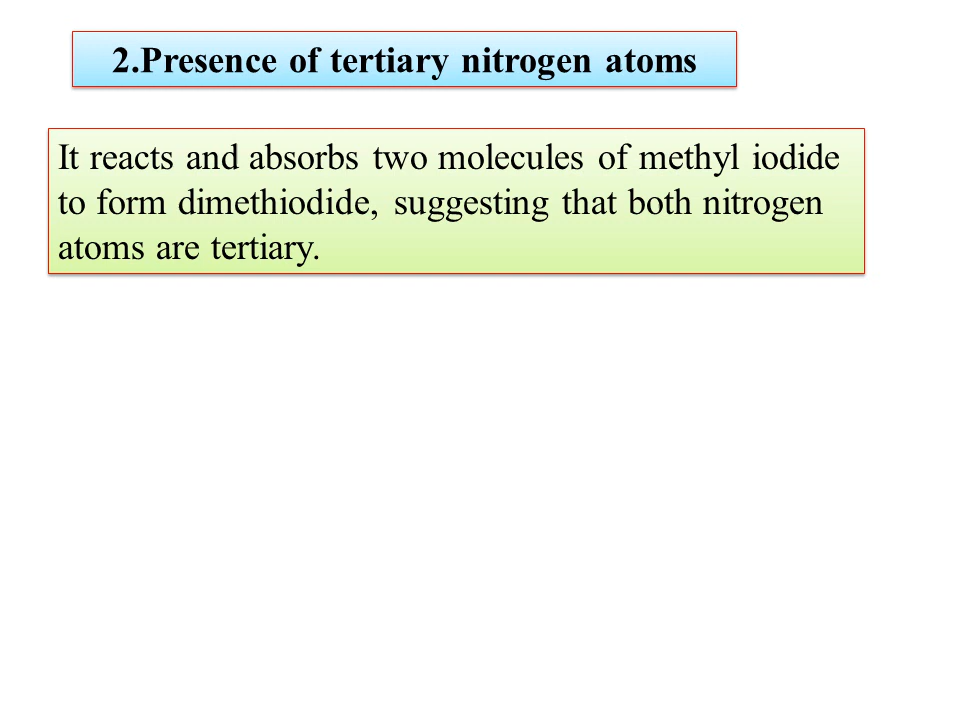 2.Presence of tertiary nitrogen atoms
It reacts and absorbs two molecules of methyl iodide
to form dimethiodide, suggesting that both nitrogen
atoms are tertiary.